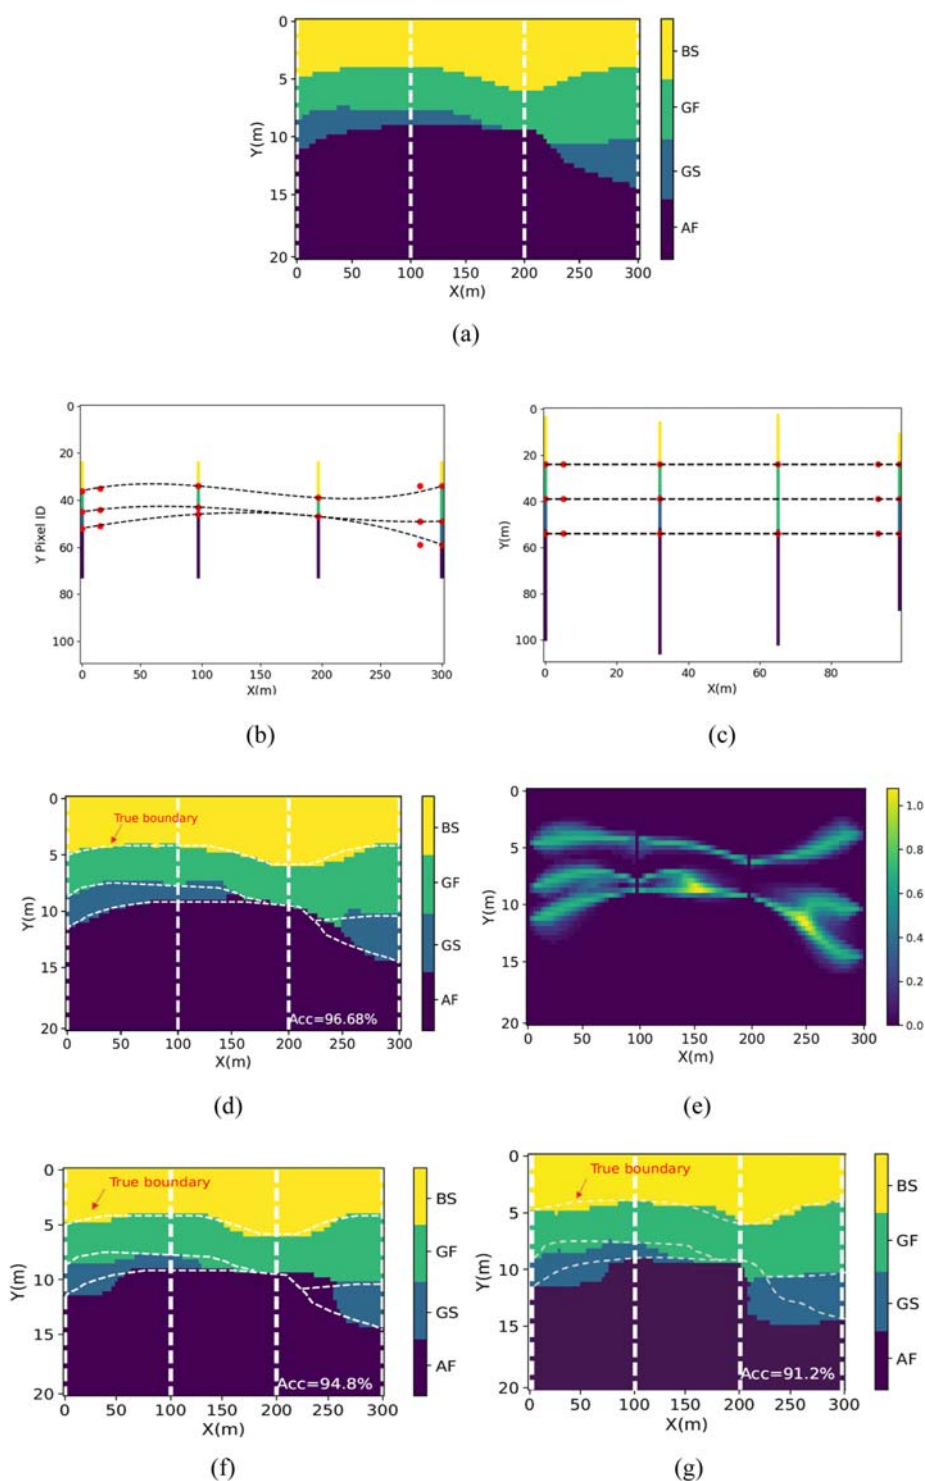 0
5
10
15
20
Y(m)
0 50 100 150 200 250 300
X(m)
BS
GF
GS
AF
(a)
0
20
40
60
80
100
Y Pixel ID
0 50 100 150 200 250 300
X(m)
(b)
0
20
40
60
80
100
Y(m)
0 20 40 60 80
X(m)
(c)
True boundary
0
5
10
15
20
Y(m)
Acc=96.68%
0 50 100 150 200 250 300
X(m)
BS
GF
GS
AF
(d)
0
5
10
15
20
Y(m)
0 50 100 150 200 250 300
X(m)
1.0
0.8
0.6
0.4
0.2
0.0
(e)
True boundary
0
5
10
15
20
Y(m)
Acc=94.8%
0 50 100 150 200 250 300
X(m)
BS
GF
GS
AF
(f)
True boundary
0
5
10
15
20
Y(m)
Acc=91.2%
0 50 100 150 200 250 300
X(m)
BS
GF
GS
AF
(g)